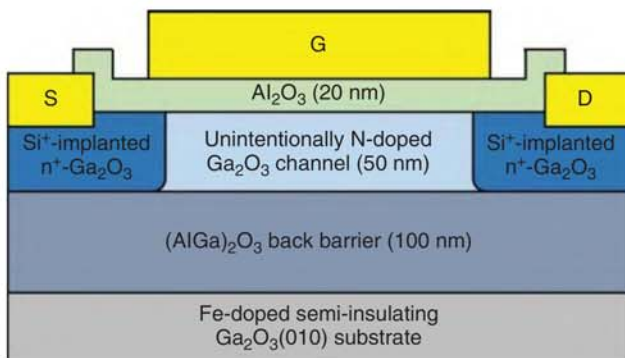 G
S
Al₂O₃ (20 nm)
D
Si⁺-implanted
n⁺-Ga₂O₃
Unintentionally N-doped
Ga₂O₃ channel (50 nm)
Si⁺-implanted
n⁺-Ga₂O₃
(AlGa)₂O₃ back barrier (100 nm)
Fe-doped semi-insulating
Ga₂O₃(010) substrate